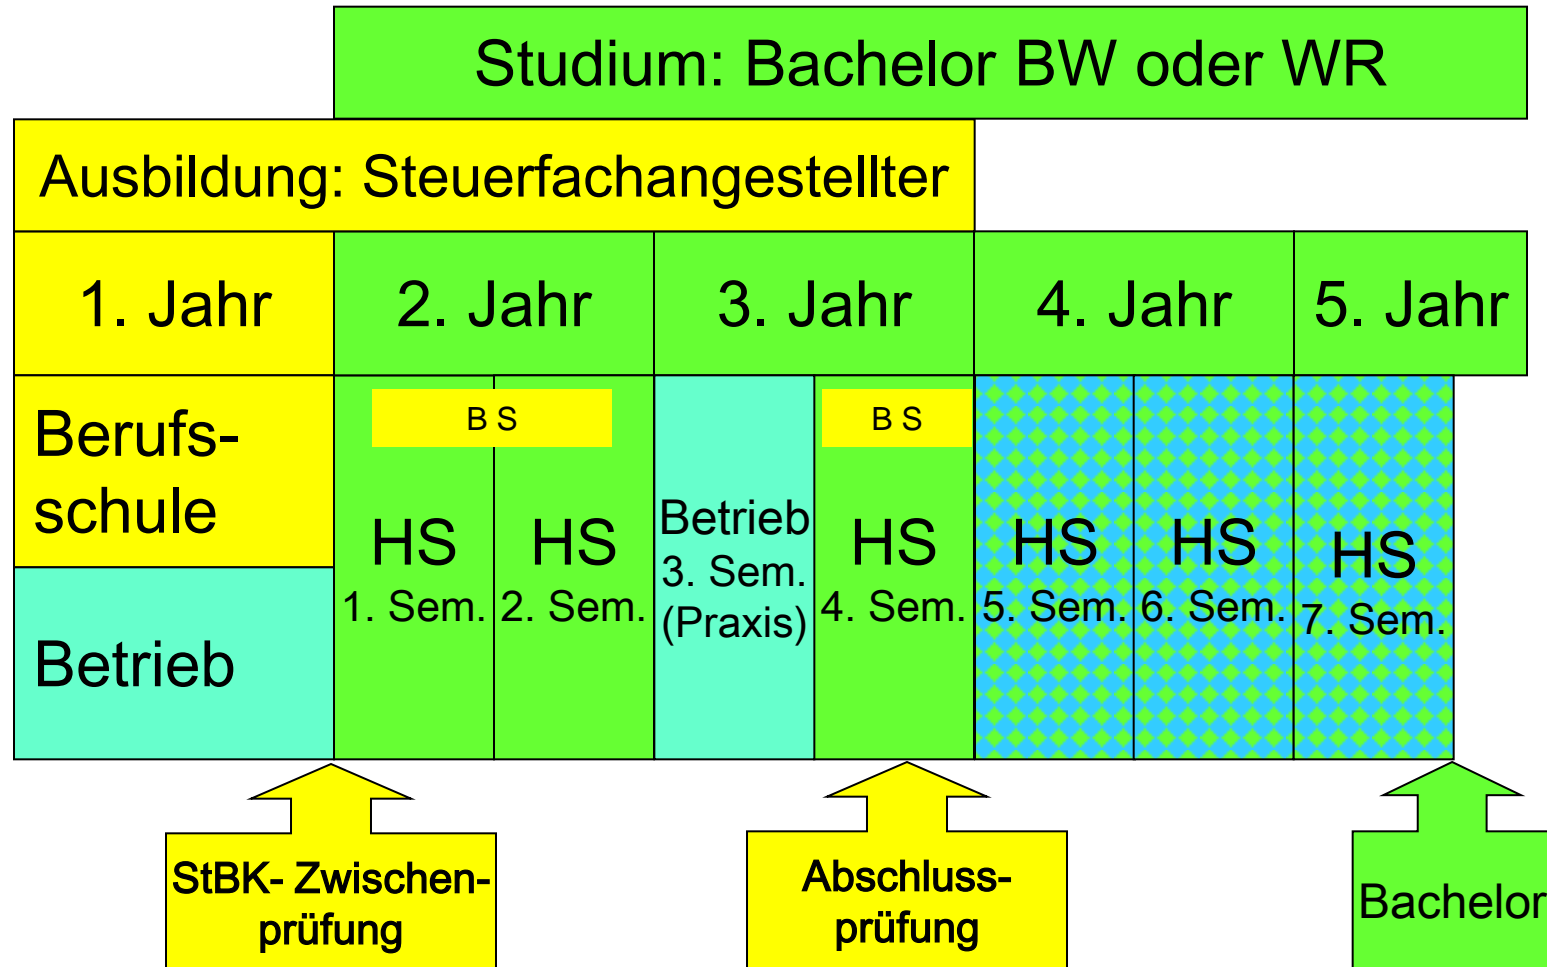 Studium: Bachelor BW oder WR
Ausbildung: Steuerfachangestellter
1. Jahr
2. Jahr
3. Jahr
4. Jahr
5. Jahr
Berufs-
schule
Betrieb
B S
HS
1. Sem.
HS
2. Sem.
Betrieb
3. Sem.
(Praxis)
B S
HS
4. Sem.
HS
5. Sem.
HS
6. Sem.
HS
7. Sem.
StBK- Zwischen-
prüfung
Abschluss-
prüfung
Bachelor